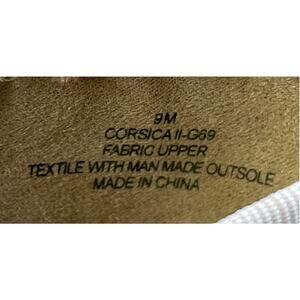 9M
CORSICA II-G69
FABRIC UPPER
TEXTILE WITH MAN MADE OUTSOLE
MADE IN CHINA